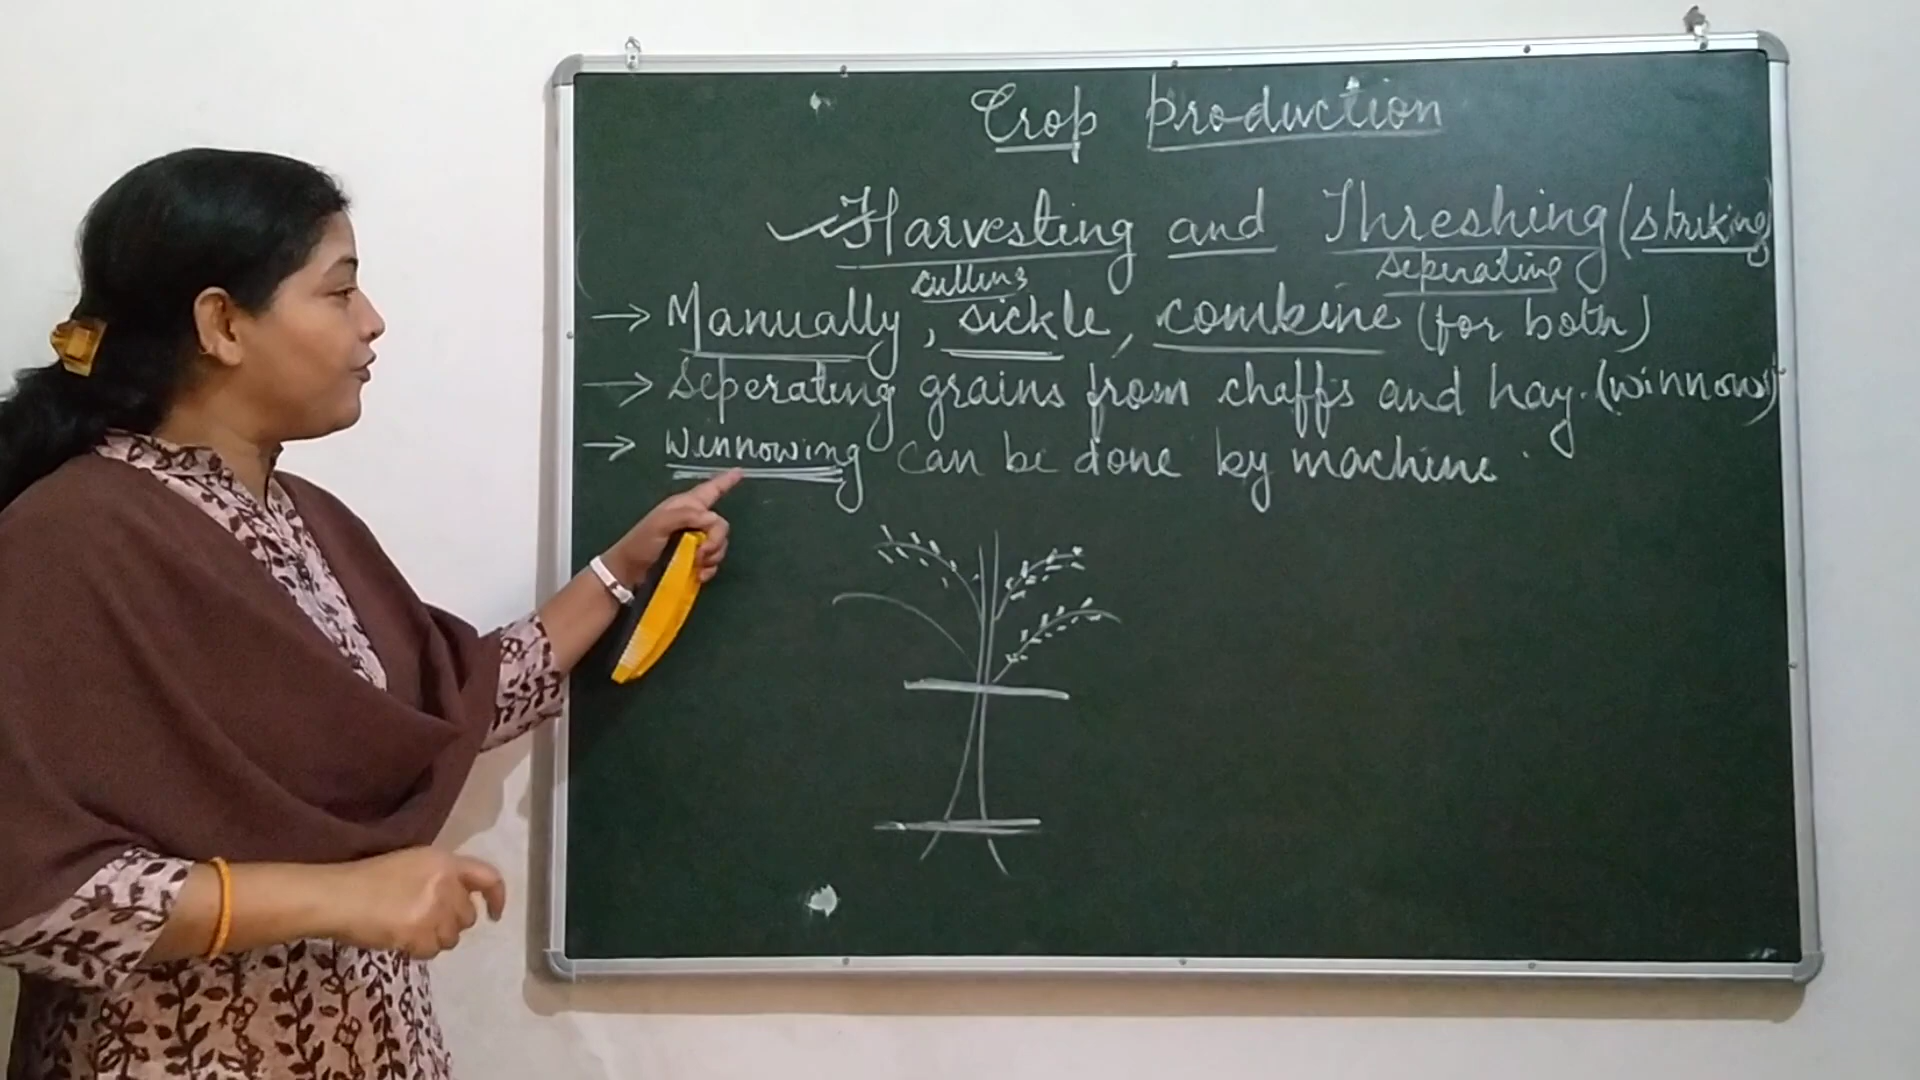 Crop Production
Harvesting and Threshing (striking)
cutting seperating
→ Manually, sickle, combine (for both)
→ Seperating grains from chaffs and hay. (winnow)
→ Winnowing can be done by machine.